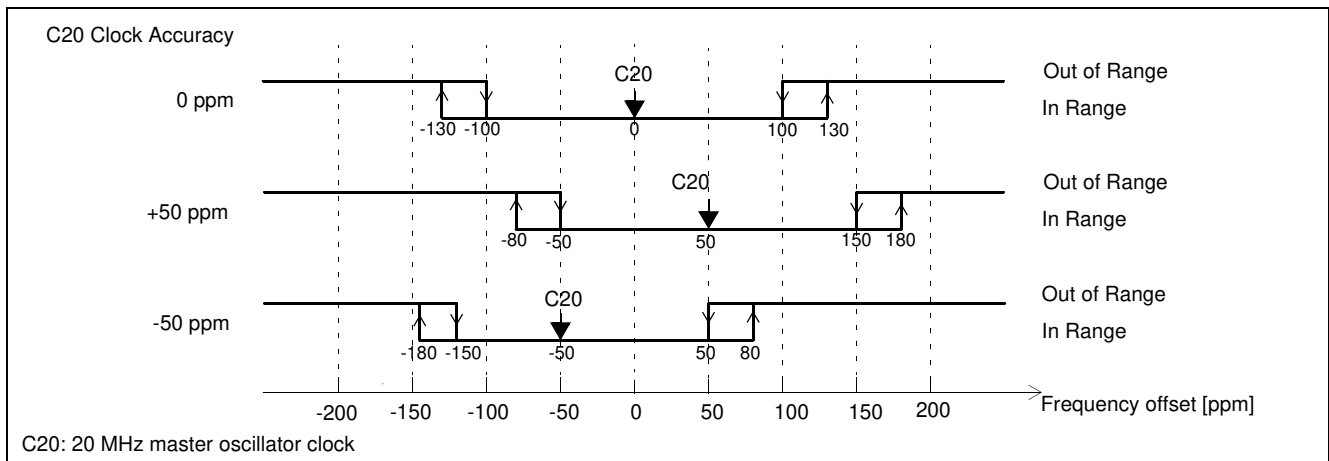 C20 Clock Accuracy
C20
Out of Range
0 ppm
In Range
-130 -100 0 100 130
C20
Out of Range
+50 ppm
In Range
-80 -50 50 150 180
C20
Out of Range
-50 ppm
In Range
-180 -150 -50 50 80
-200 -150 -100 -50 0 50 100 150 200
Frequency offset [ppm]
C20: 20 MHz master oscillator clock